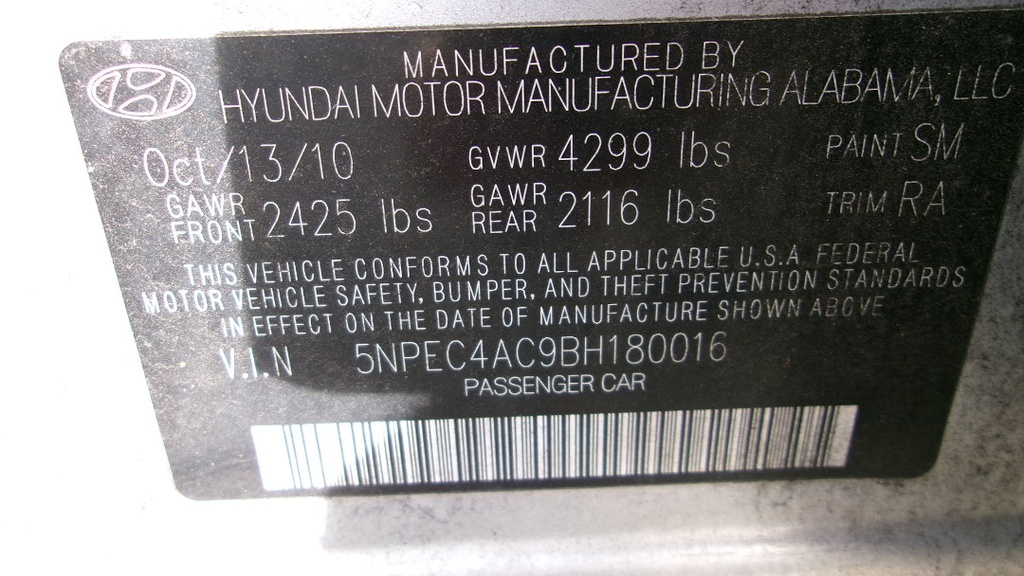 MANUFACTURED BY
HYUNDAI MOTOR MANUFACTURING ALABAMA, LLC
Oct/13/10 GVWR 4299 lbs PAINT SM
GAWR FRONT 2425 lbs GAWR REAR 2116 lbs TRIM RA
THIS VEHICLE CONFORMS TO ALL APPLICABLE U.S.A. FEDERAL
MOTOR VEHICLE SAFETY, BUMPER, AND THEFT PREVENTION STANDARDS
IN EFFECT ON THE DATE OF MANUFACTURE SHOWN ABOVE
V.I.N 5NPEC4AC9BH180016
PASSENGER CAR